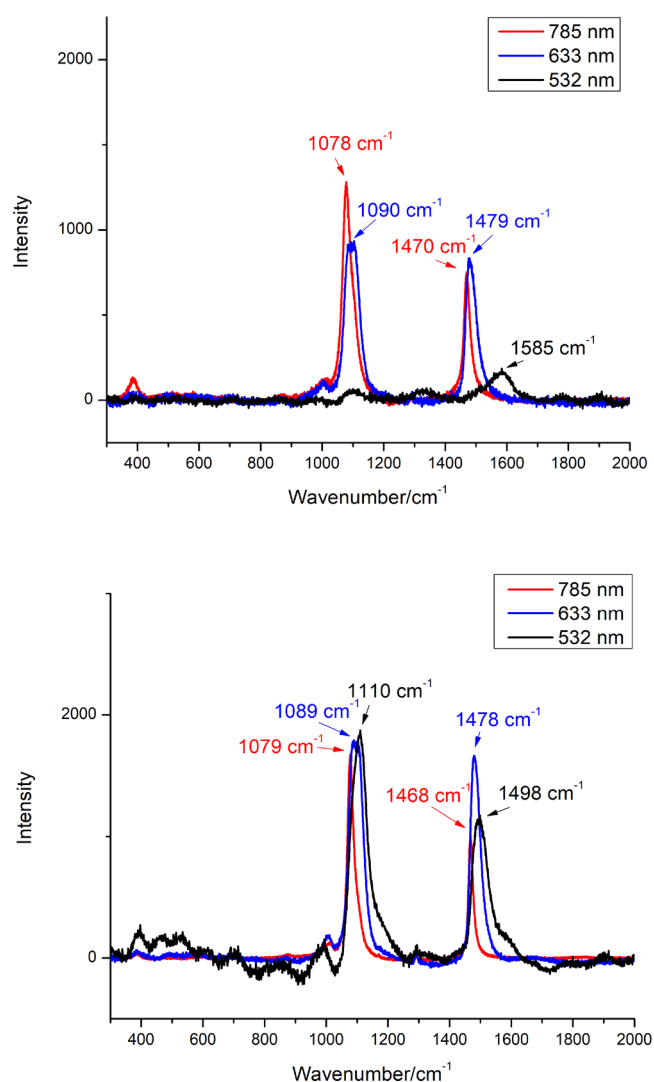 785 nm
633 nm
532 nm
2000
1000
0
Intensity
1078 cm⁻¹
1090 cm⁻¹
1470 cm⁻¹
1479 cm⁻¹
1585 cm⁻¹
400 600 800 1000 1200 1400 1600 1800 2000
Wavenumber/cm⁻¹
785 nm
633 nm
532 nm
2000
0
Intensity
1110 cm⁻¹
1089 cm⁻¹
1079 cm⁻¹
1478 cm⁻¹
1468 cm⁻¹
1498 cm⁻¹
400 600 800 1000 1200 1400 1600 1800 2000
Wavenumber/cm⁻¹